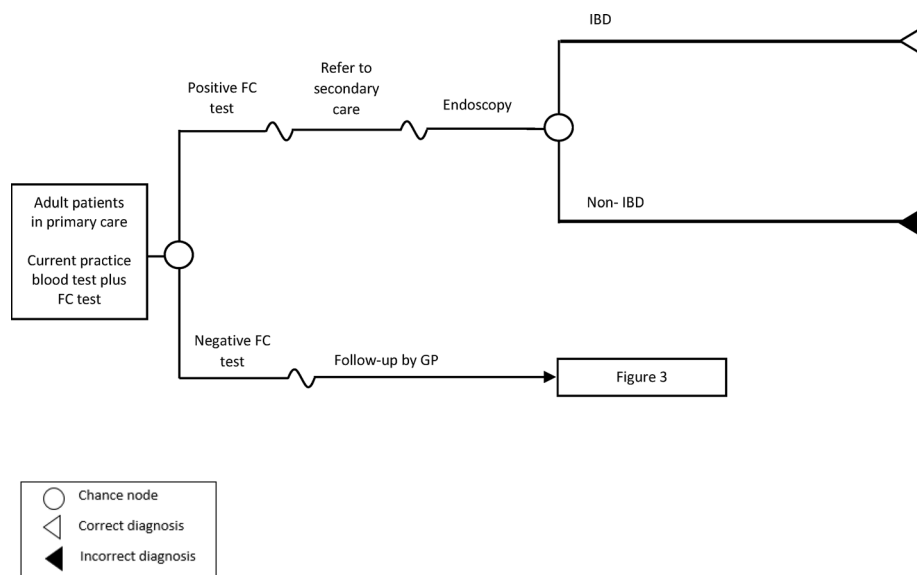 IBD
Positive FC
test
Refer to
secondary
care
Endoscopy
Non- IBD
Adult patients
in primary care
Current practice
blood test plus
FC test
Negative FC
test
Follow-up by GP
Figure 3
Chance node
Correct diagnosis
Incorrect diagnosis